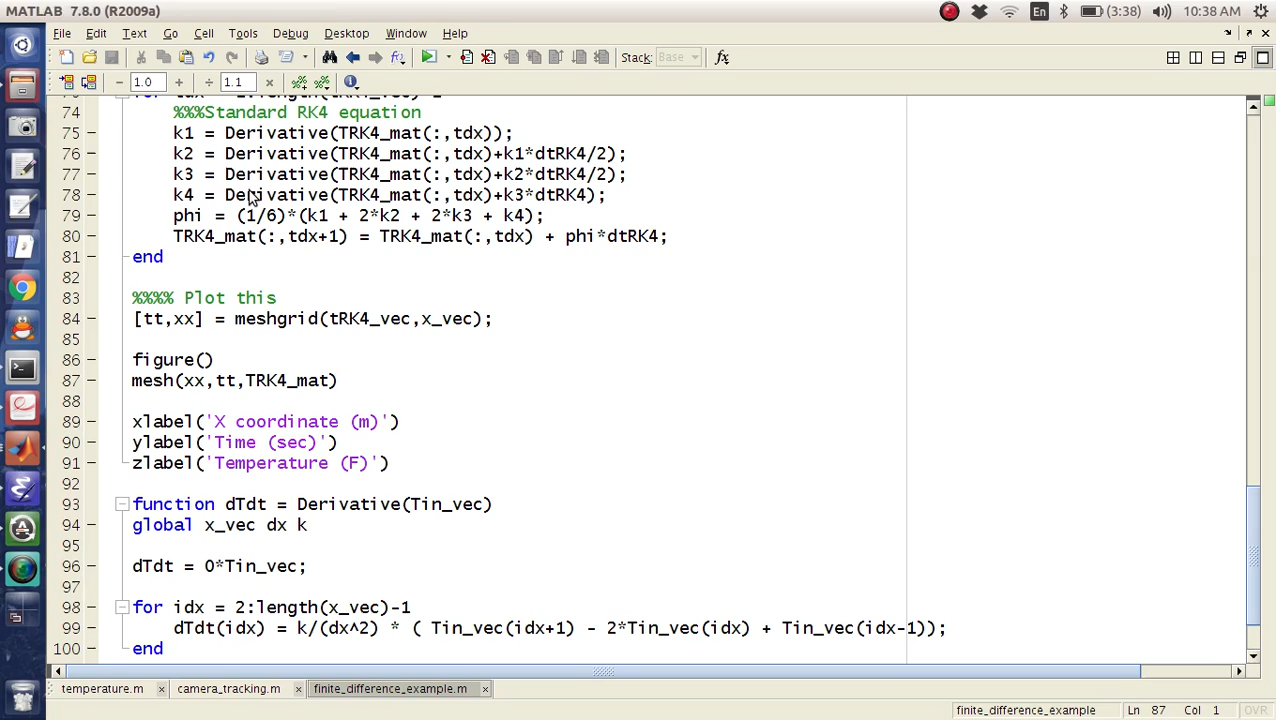 MATLAB 7.8.0 (R2009a)
En
(3:38)
10:38 AM
File Edit Text Go Cell Tools Debug Desktop Window Help
Stack: Base
fx
− 1.0 + ÷ 1.1 ×
74 %%%Standard RK4 equation
75 k1 = Derivative(TRK4_mat(:,tdx));
76 k2 = Derivative(TRK4_mat(:,tdx)+k1*dtRK4/2);
77 k3 = Derivative(TRK4_mat(:,tdx)+k2*dtRK4/2);
78 k4 = Derivative(TRK4_mat(:,tdx)+k3*dtRK4);
79 phi = (1/6)*(k1 + 2*k2 + 2*k3 + k4);
80 TRK4_mat(:,tdx+1) = TRK4_mat(:,tdx) + phi*dtRK4;
81 end
82
83 %%%% Plot this
84 [tt,xx] = meshgrid(tRK4_vec,x_vec);
85
86 figure()
87 mesh(xx,tt,TRK4_mat)
88
89 xlabel('X coordinate (m)')
90 ylabel('Time (sec)')
91 zlabel('Temperature (F)')
92
93 function dTdt = Derivative(Tin_vec)
94 global x_vec dx k
95
96 dTdt = 0*Tin_vec;
97
98 for idx = 2:length(x_vec)-1
99 dTdt(idx) = k/(dx^2) * ( Tin_vec(idx+1) - 2*Tin_vec(idx) + Tin_vec(idx-1));
100 end
temperature.m × camera_tracking.m × finite_difference_example.m ×
finite_difference_example Ln 87 Col 1 OVR